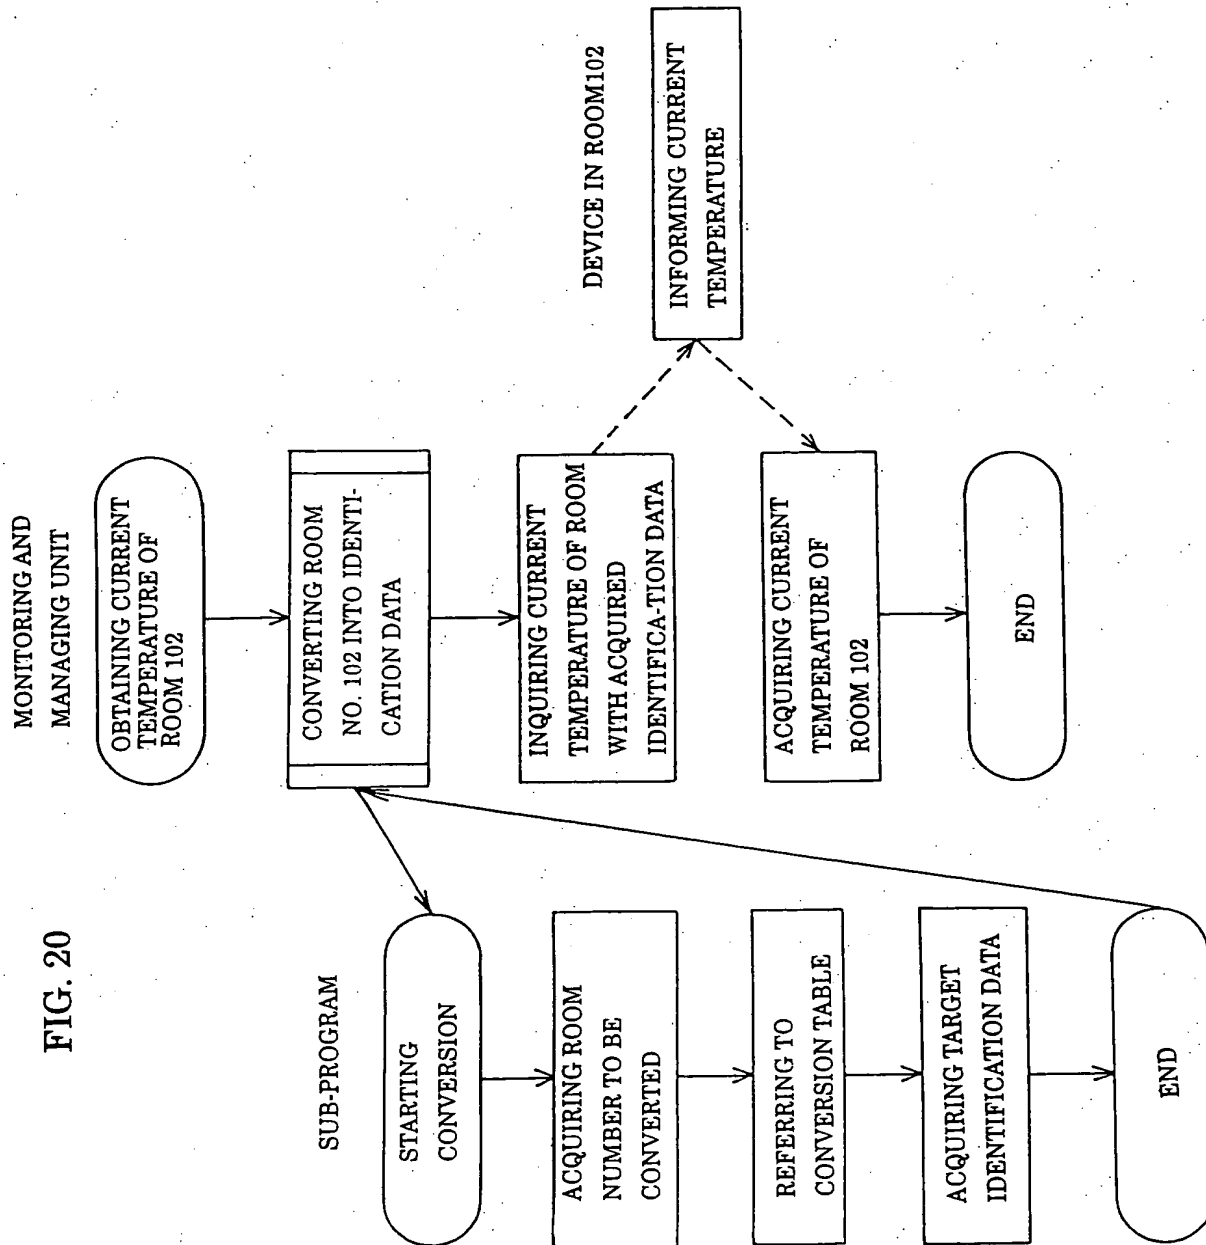 FIG. 20
SUB-PROGRAM
STARTING
CONVERSION
ACQUIRING ROOM
NUMBER TO BE
CONVERTED
REFERRING TO
CONVERSION TABLE
ACQUIRING TARGET
IDENTIFICATION DATA
END
MONITORING AND
MANAGING UNIT
OBTAINING CURRENT
TEMPERATURE OF
ROOM 102
CONVERTING ROOM
NO. 102 INTO IDENTI-
CATION DATA
INQUIRING CURRENT
TEMPERATURE OF ROOM
WITH ACQUIRED
IDENTIFICA-TION DATA
ACQUIRING CURRENT
TEMPERATURE OF
ROOM 102
END
DEVICE IN ROOM102
INFORMING CURRENT
TEMPERATURE